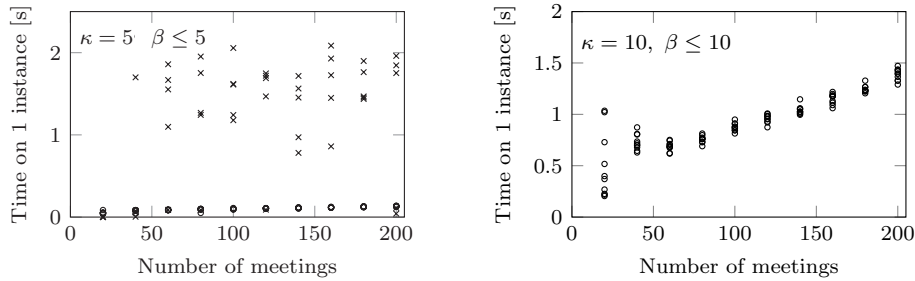 Time on 1 instance [s]
2
1
0
κ = 5 β ≤ 5
0 50 100 150 200
Number of meetings
Time on 1 instance [s]
1.5
1
0.5
0
κ = 10, β ≤ 10
0 50 100 150 200
Number of meetings